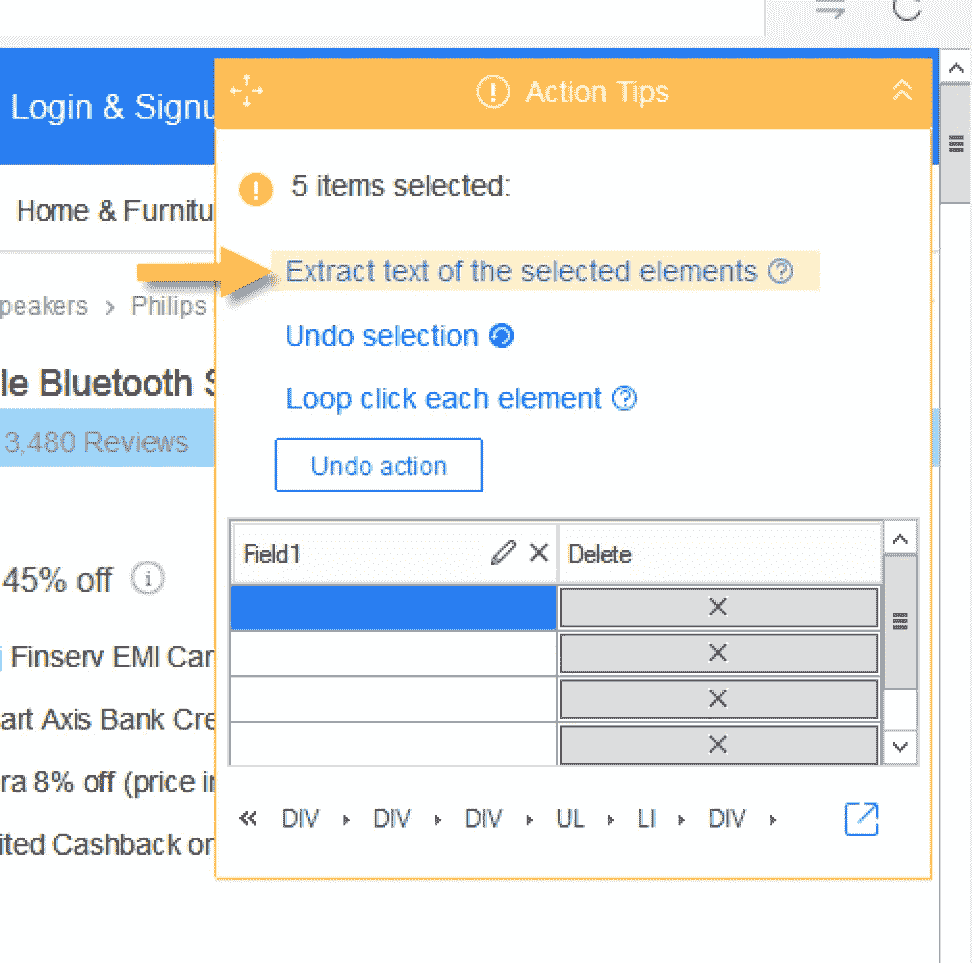 Login & Signu
Action Tips
5 items selected:
Home & Furnitu
Extract text of the selected elements
peakers > Philips
Undo selection
le Bluetooth S
Loop click each element
3,480 Reviews
Undo action
Field1
Delete
45% off
Finserv EMI Car
art Axis Bank Cre
ra 8% off (price in
DIV DIV DIV UL LI DIV
ited Cashback or